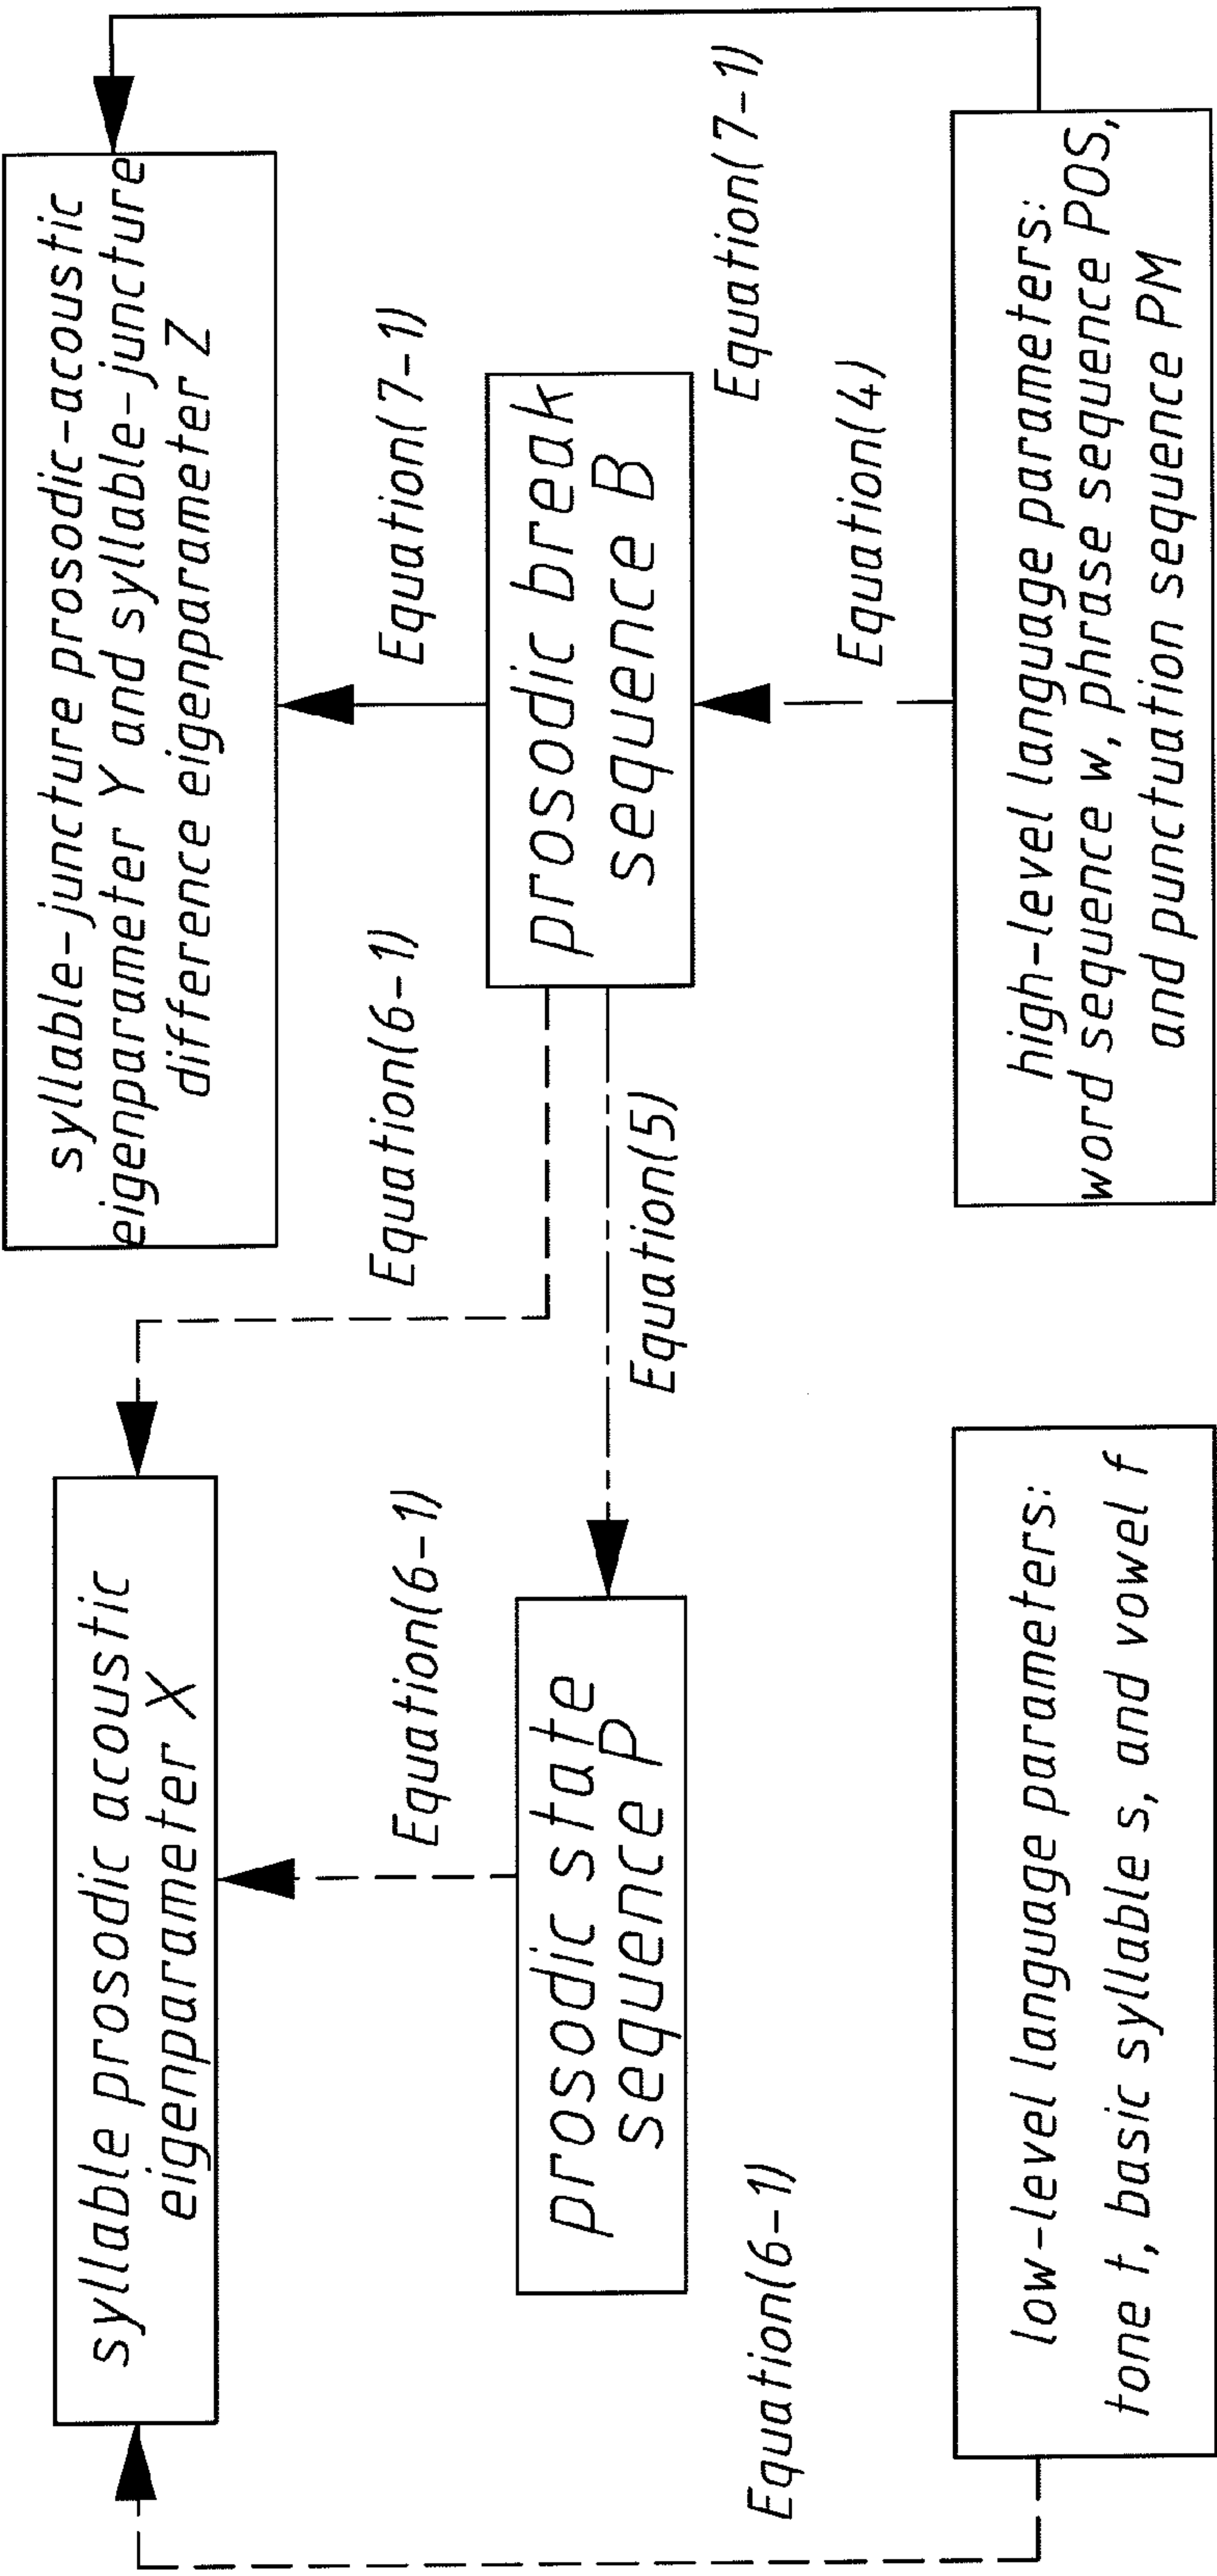 syllable prosodic acoustic
eigenparameter X
syllable-juncture prosodic-acoustic
eigenparameter Y and syllable-juncture
difference eigenparameter Z
Equation(6-1)
Equation(6-1)
Equation(7-1)
prosodic state
sequence P
prosodic break
sequence B
Equation(5)
Equation(6-1)
Equation(4)
Equation(7-1)
low-level language parameters:
tone t, basic syllable s, and vowel f
high-level language parameters:
word sequence w, phrase sequence POS,
and punctuation sequence PM